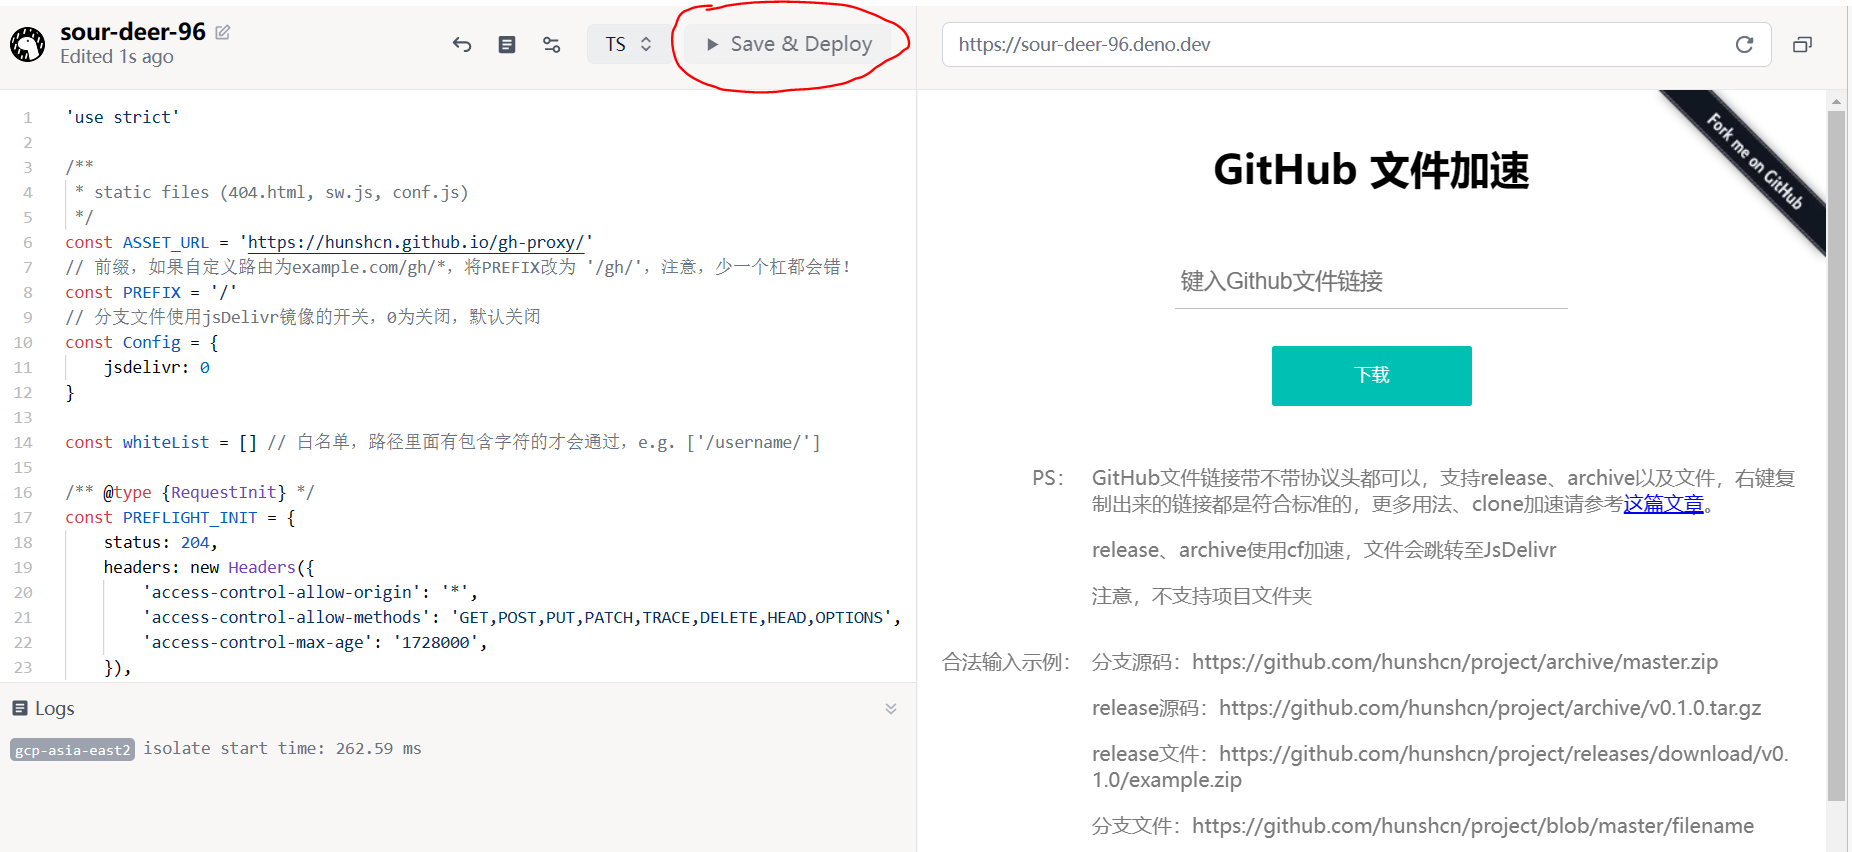 sour-deer-96
Edited 1s ago
TS
Save & Deploy
1 'use strict'
2
3 /**
4 * static files (404.html, sw.js, conf.js)
5 */
6 const ASSET_URL = 'https://hunshcn.github.io/gh-proxy/'
7 // 前缀，如果自定义路由为example.com/gh/*，将PREFIX改为 '/gh/'，注意，少一个杠都会错！
8 const PREFIX = '/'
9 // 分支文件使用jsDelivr镜像的开关，0为关闭，默认关闭
10 const Config = {
11 jsdelivr: 0
12 }
13
14 const whiteList = [] // 白名单，路径里面有包含字符的才会通过，e.g. ['/username/']
15
16 /** @type {RequestInit} */
17 const PREFLIGHT_INIT = {
18 status: 204,
19 headers: new Headers({
20 'access-control-allow-origin': '*',
21 'access-control-allow-methods': 'GET,POST,PUT,PATCH,TRACE,DELETE,HEAD,OPTIONS',
22 'access-control-max-age': '1728000',
23 }),
Logs
gcp-asia-east2 isolate start time: 262.59 ms
https://sour-deer-96.deno.dev
Fork me on GitHub
GitHub 文件加速
键入Github文件链接
下载
PS： GitHub文件链接带不带协议头都可以，支持release、archive以及文件，右键复
制出来的链接都是符合标准的，更多用法、clone加速请参考这篇文章。
release、archive使用cf加速，文件会跳转至JsDelivr
注意，不支持项目文件夹
合法输入示例： 分支源码：https://github.com/hunshcn/project/archive/master.zip
release源码：https://github.com/hunshcn/project/archive/v0.1.0.tar.gz
release文件：https://github.com/hunshcn/project/releases/download/v0.
1.0/example.zip
分支文件：https://github.com/hunshcn/project/blob/master/filename